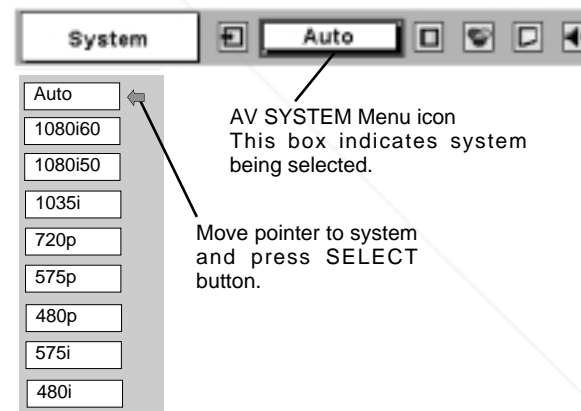 System
Auto
Auto
1080i60
1080i50
1035i
720p
575p
480p
575i
480i
AV SYSTEM Menu icon
This box indicates system
being selected.
Move pointer to system
and press SELECT
button.